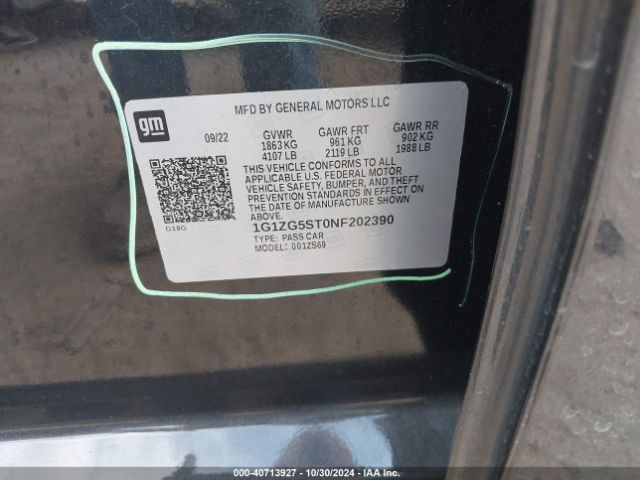 MFD BY GENERAL MOTORS LLC
gm
09/22 GVWR GAWR FRT GAWR RR
1863 KG 961 KG 902 KG
4107 LB 2119 LB 1988 LB
THIS VEHICLE CONFORMS TO ALL
APPLICABLE U.S. FEDERAL MOTOR
VEHICLE SAFETY, BUMPER, AND THEFT
PREVENTION STANDARDS IN EFFECT ON
THE DATE OF MANUFACTURE SHOWN
ABOVE.
G18G
1G1ZG5ST0NF202390
TYPE: PASS CAR
MODEL: 001ZS69
000-40713927 - 10/30/2024 - IAA Inc.